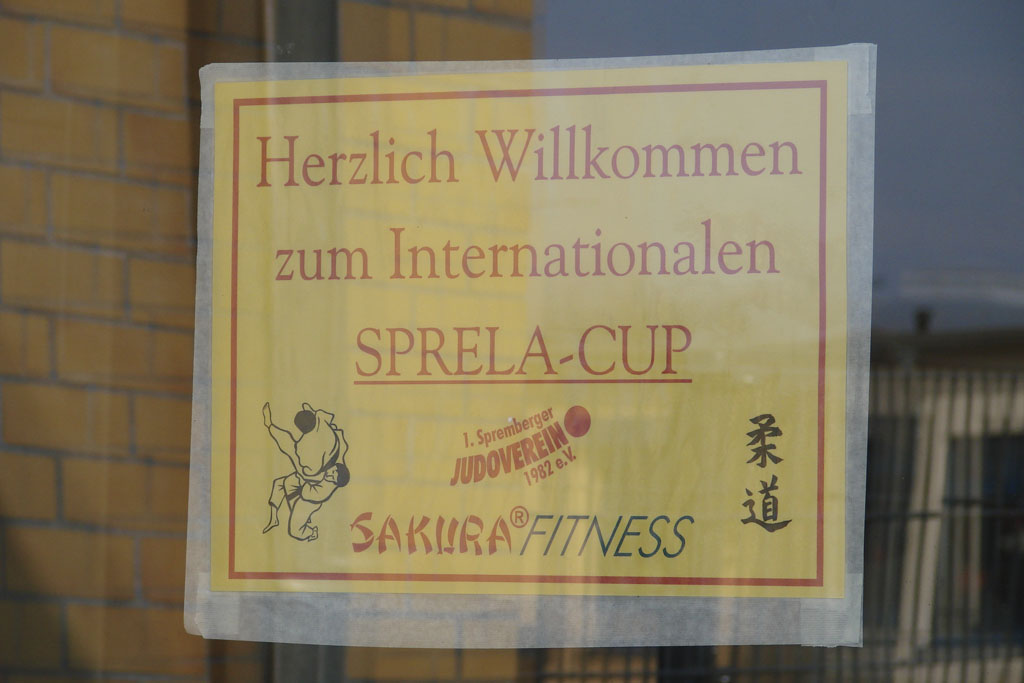 Herzlich Willkommen
zum Internationalen
SPRELA-CUP
1. Spremberger
JUDOVEREIN
1982 e.V.
SAKURA® FITNESS
柔
道